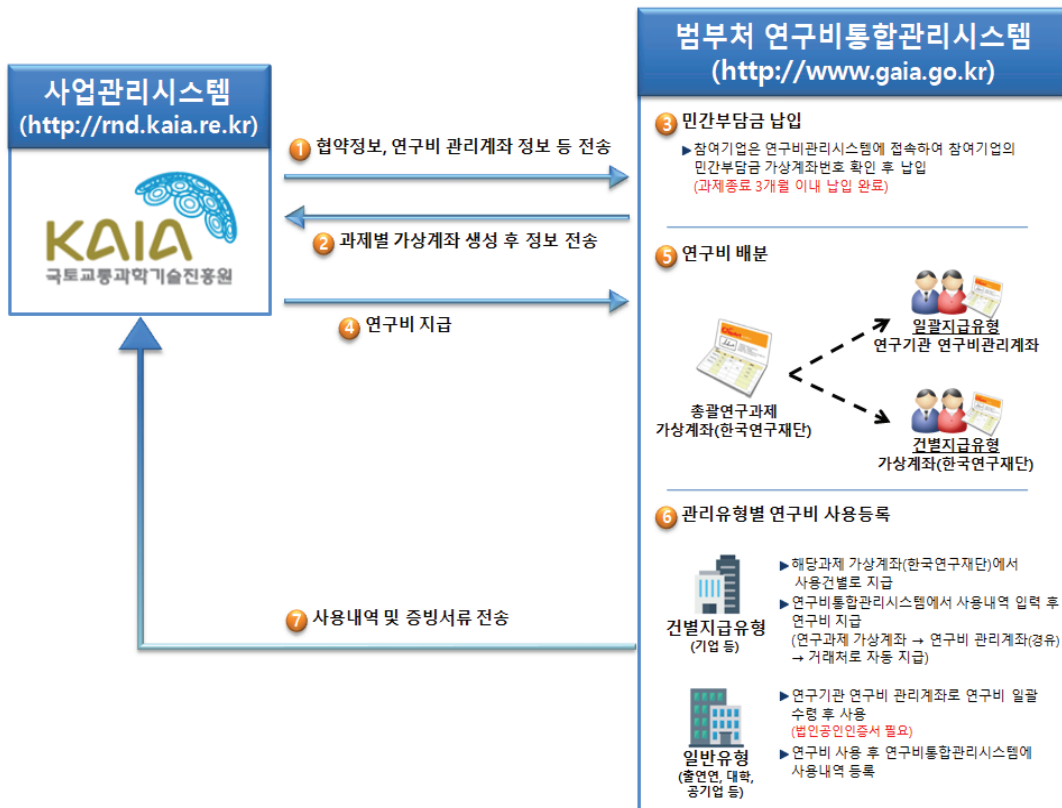 사업관리시스템
(http://rnd.kaia.re.kr)
KAIA
국토교통과학기술진흥원
1 협약정보, 연구비 관리계좌 정보 등 전송
2 과제별 가상계좌 생성 후 정보 전송
4 연구비 지급
7 사용내역 및 증빙서류 전송
범부처 연구비통합관리시스템
(http://www.gaia.go.kr)
3 민간부담금 납입
▶참여기업은 연구비관리시스템에 접속하여 참여기업의
민간부담금 가상계좌번호 확인 후 납입
(과제종료 3개월 이내 납입 완료)
5 연구비 배분
총괄연구과제
가상계좌(한국연구재단)
일괄지급유형
연구기관 연구비관리계좌
건별지급유형
가상계좌(한국연구재단)
6 관리유형별 연구비 사용등록
건별지급유형
(기업 등)
▶해당과제 가상계좌(한국연구재단)에서
사용건별로 지급
▶연구비통합관리시스템에서 사용내역 입력 후
연구비 지급
(연구과제 가상계좌 → 연구비 관리계좌(경유)
→ 거래처로 자동 지급)
일반유형
(출연연, 대학,
공기업 등)
▶연구기관 연구비 관리계좌로 연구비 일괄
수령 후 사용
(법인공인인증서 필요)
▶연구비 사용 후 연구비통합관리시스템에
사용내역 등록